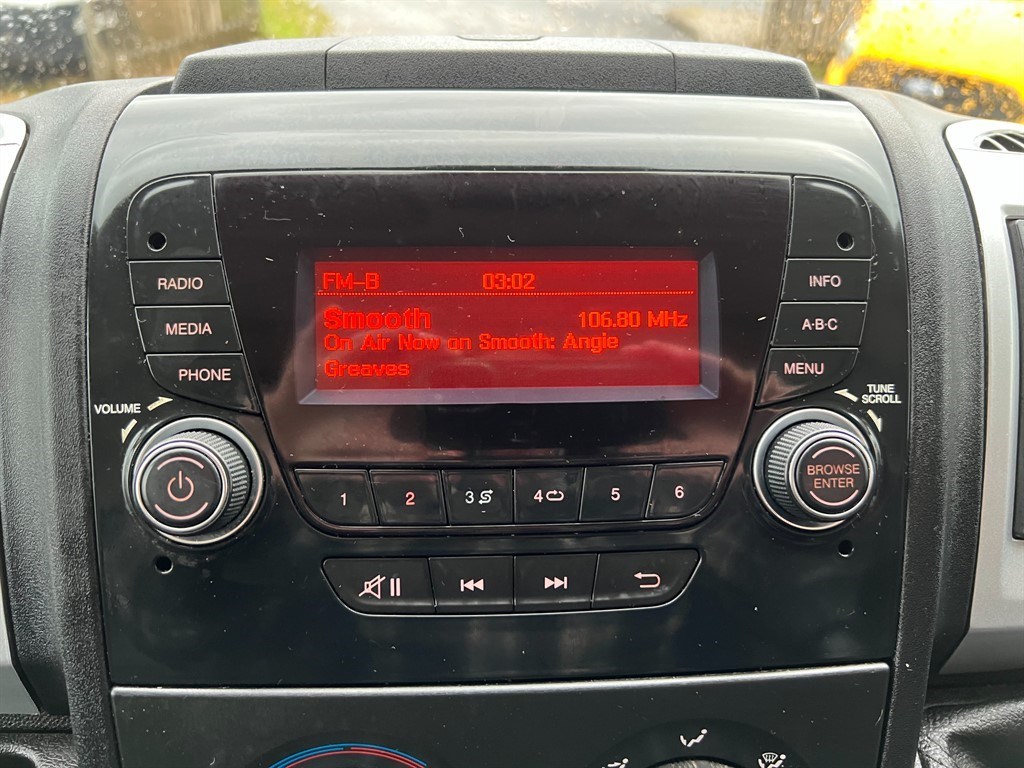 FM-B 03:02
Smooth 106.80 MHz
On Air Now on Smooth: Angie
Greaves
RADIO
MEDIA
PHONE
INFO
A·B·C
MENU
VOLUME
TUNE
SCROLL
BROWSE
ENTER
1 2 3 4 5 6